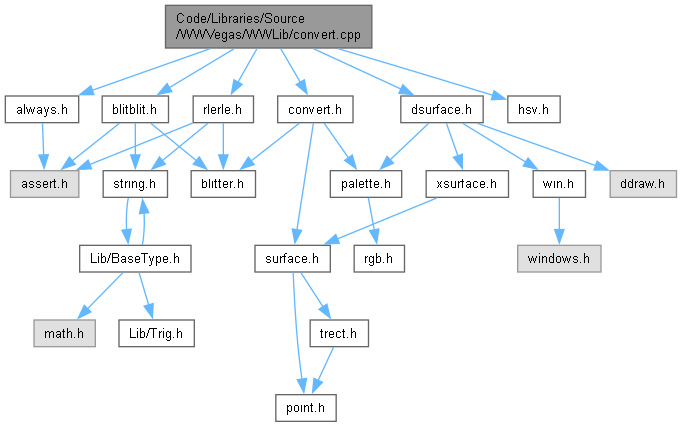 Code/Libraries/Source
/WWVegas/WWLib/convert.cpp
always.h
blitblit.h
rlerle.h
convert.h
dsurface.h
hsv.h
assert.h
string.h
blitter.h
palette.h
xsurface.h
win.h
ddraw.h
Lib/BaseType.h
surface.h
rgb.h
windows.h
math.h
Lib/Trig.h
trect.h
point.h